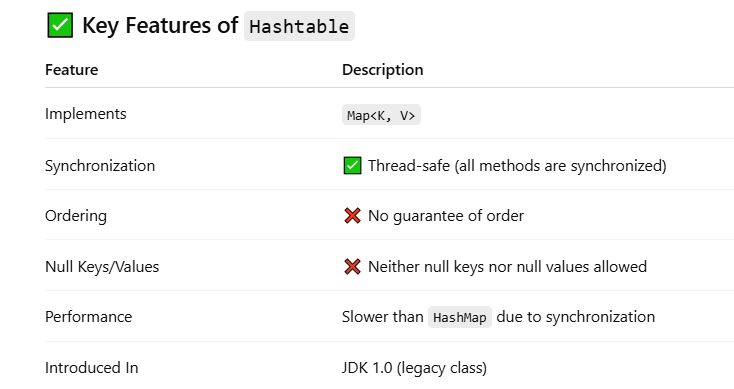 ✅ Key Features of Hashtable
Feature Description
Implements Map<K, V>
Synchronization ✅ Thread-safe (all methods are synchronized)
Ordering ❌ No guarantee of order
Null Keys/Values ❌ Neither null keys nor null values allowed
Performance Slower than HashMap due to synchronization
Introduced In JDK 1.0 (legacy class)